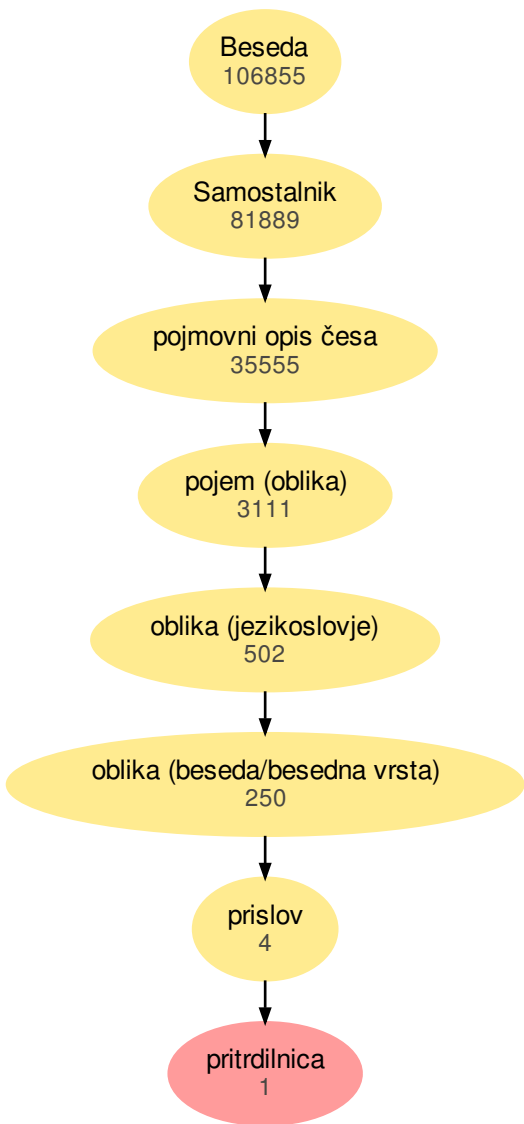 Beseda
106855
Samostalnik
81889
pojmovni opis česa
35555
pojem (oblika)
3111
oblika (jezikoslovje)
502
oblika (beseda/besedna vrsta)
250
prislov
4
pritrdilnica
1